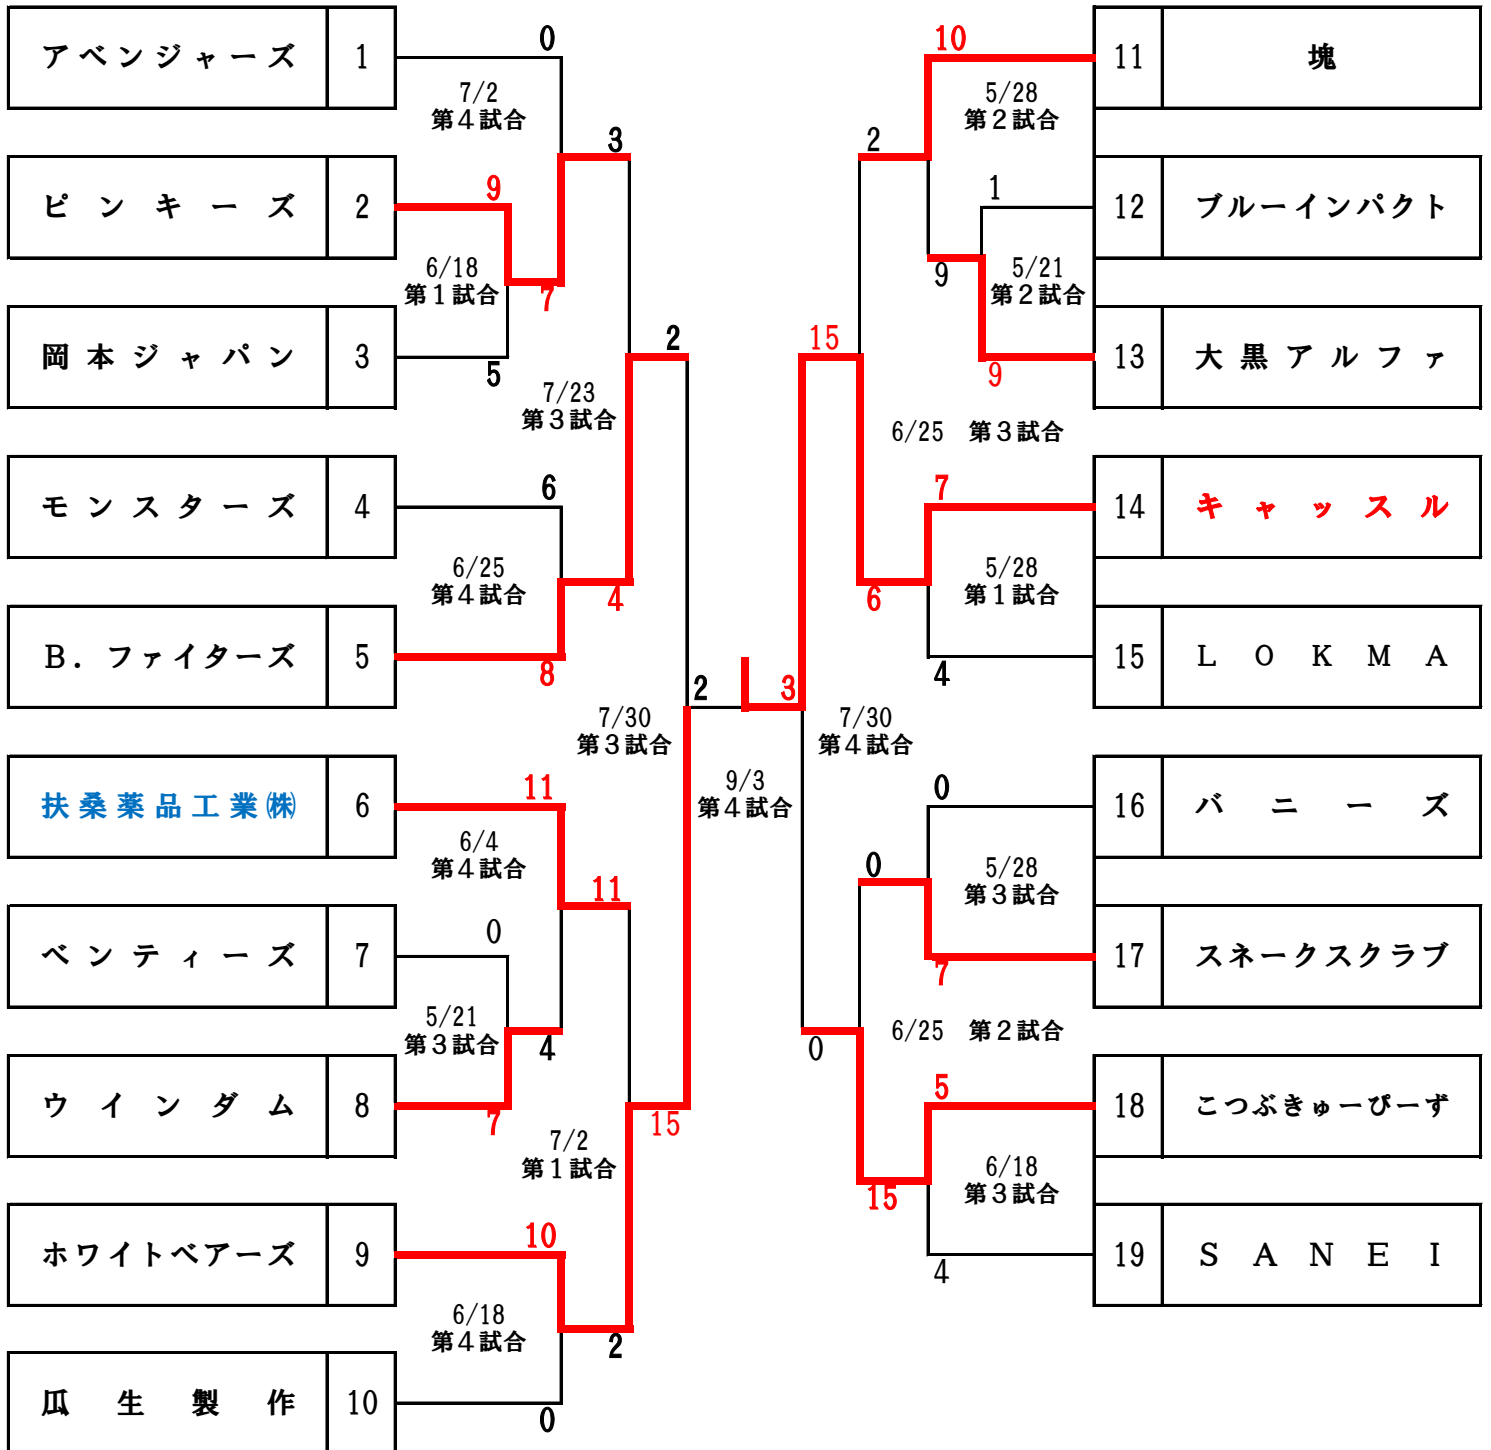 アベンジャーズ 1
0
7/2
第4試合
3
ピンキーズ 2
9
6/18
第1試合
7
岡本ジャパン 3
5
2
7/23
第3試合
モンスターズ 4
6
6/25
第4試合
4
B．ファイターズ 5
8
2
7/30
第3試合
扶桑薬品工業㈱ 6
11
6/4
第4試合
11
ベンティーズ 7
0
5/21
第3試合
4
ウインダム 8
7
15
7/2
第1試合
ホワイトベアーズ 9
10
6/18
第4試合
2
瓜生製作 10
0
3
9/3
第4試合
10
11 塊
5/28
第2試合
2
1
12 ブルーインパクト
9
5/21
第2試合
15
13 大黒アルファ
9
6/25 第3試合
7
14 キャッスル
5/28
第1試合
6
15 LOKMA
4
7/30
第4試合
0
16 バニーズ
0
5/28
第3試合
17 スネークスクラブ
7
6/25 第2試合
0
5
18 こつぶきゅーぴーず
6/18
第3試合
15
19 SANEI
4